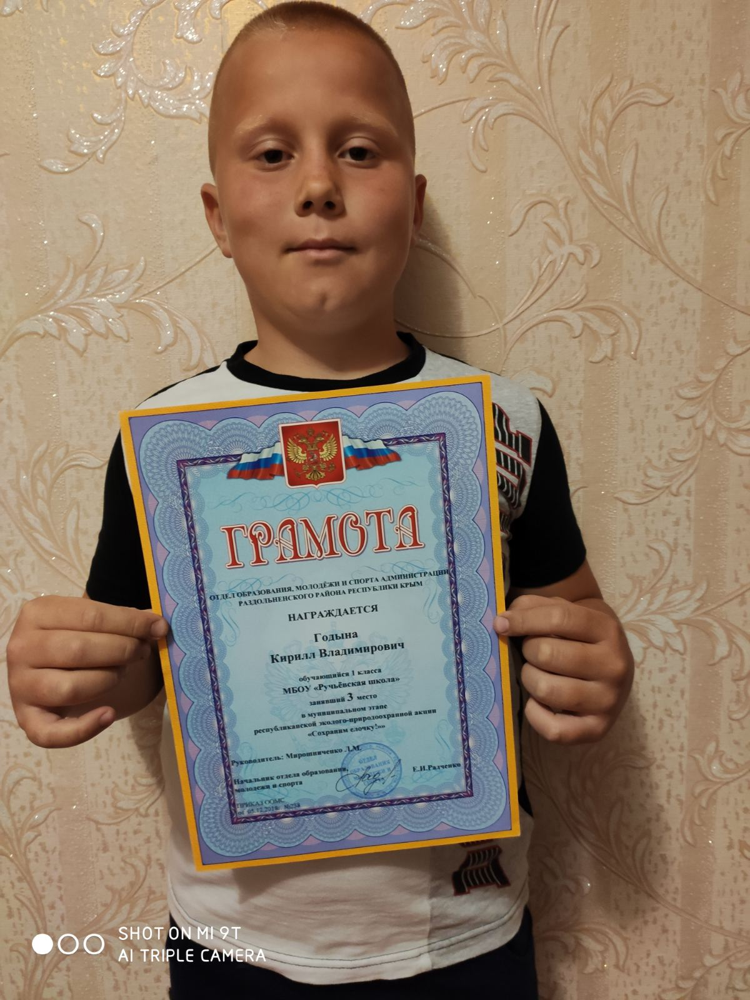 ГРАМОТА
ОТДЕЛ ОБРАЗОВАНИЯ, МОЛОДЁЖИ И СПОРТА АДМИНИСТРАЦИИ
РАЗДОЛЬНЕНСКОГО РАЙОНА РЕСПУБЛИКИ КРЫМ
НАГРАЖДАЕТСЯ
Годына
Кирилл Владимирович
обучающийся 1 класса
МБОУ «Ручьёвская школа»
занявший 3 место
в муниципальном этапе
республиканской эколого-природоохранной акции
«Сохраним елочку!»»
Руководитель: Мирошниченко Л.М.
Начальник отдела образования,
молодежи и спорта
Е.И.Радченко
ОТДЕЛ
ОБРАЗОВАНИЯ
ПРИКАЗ ООМС
от 05.12.2018г. №288
SHOT ON MI 9T
AI TRIPLE CAMERA